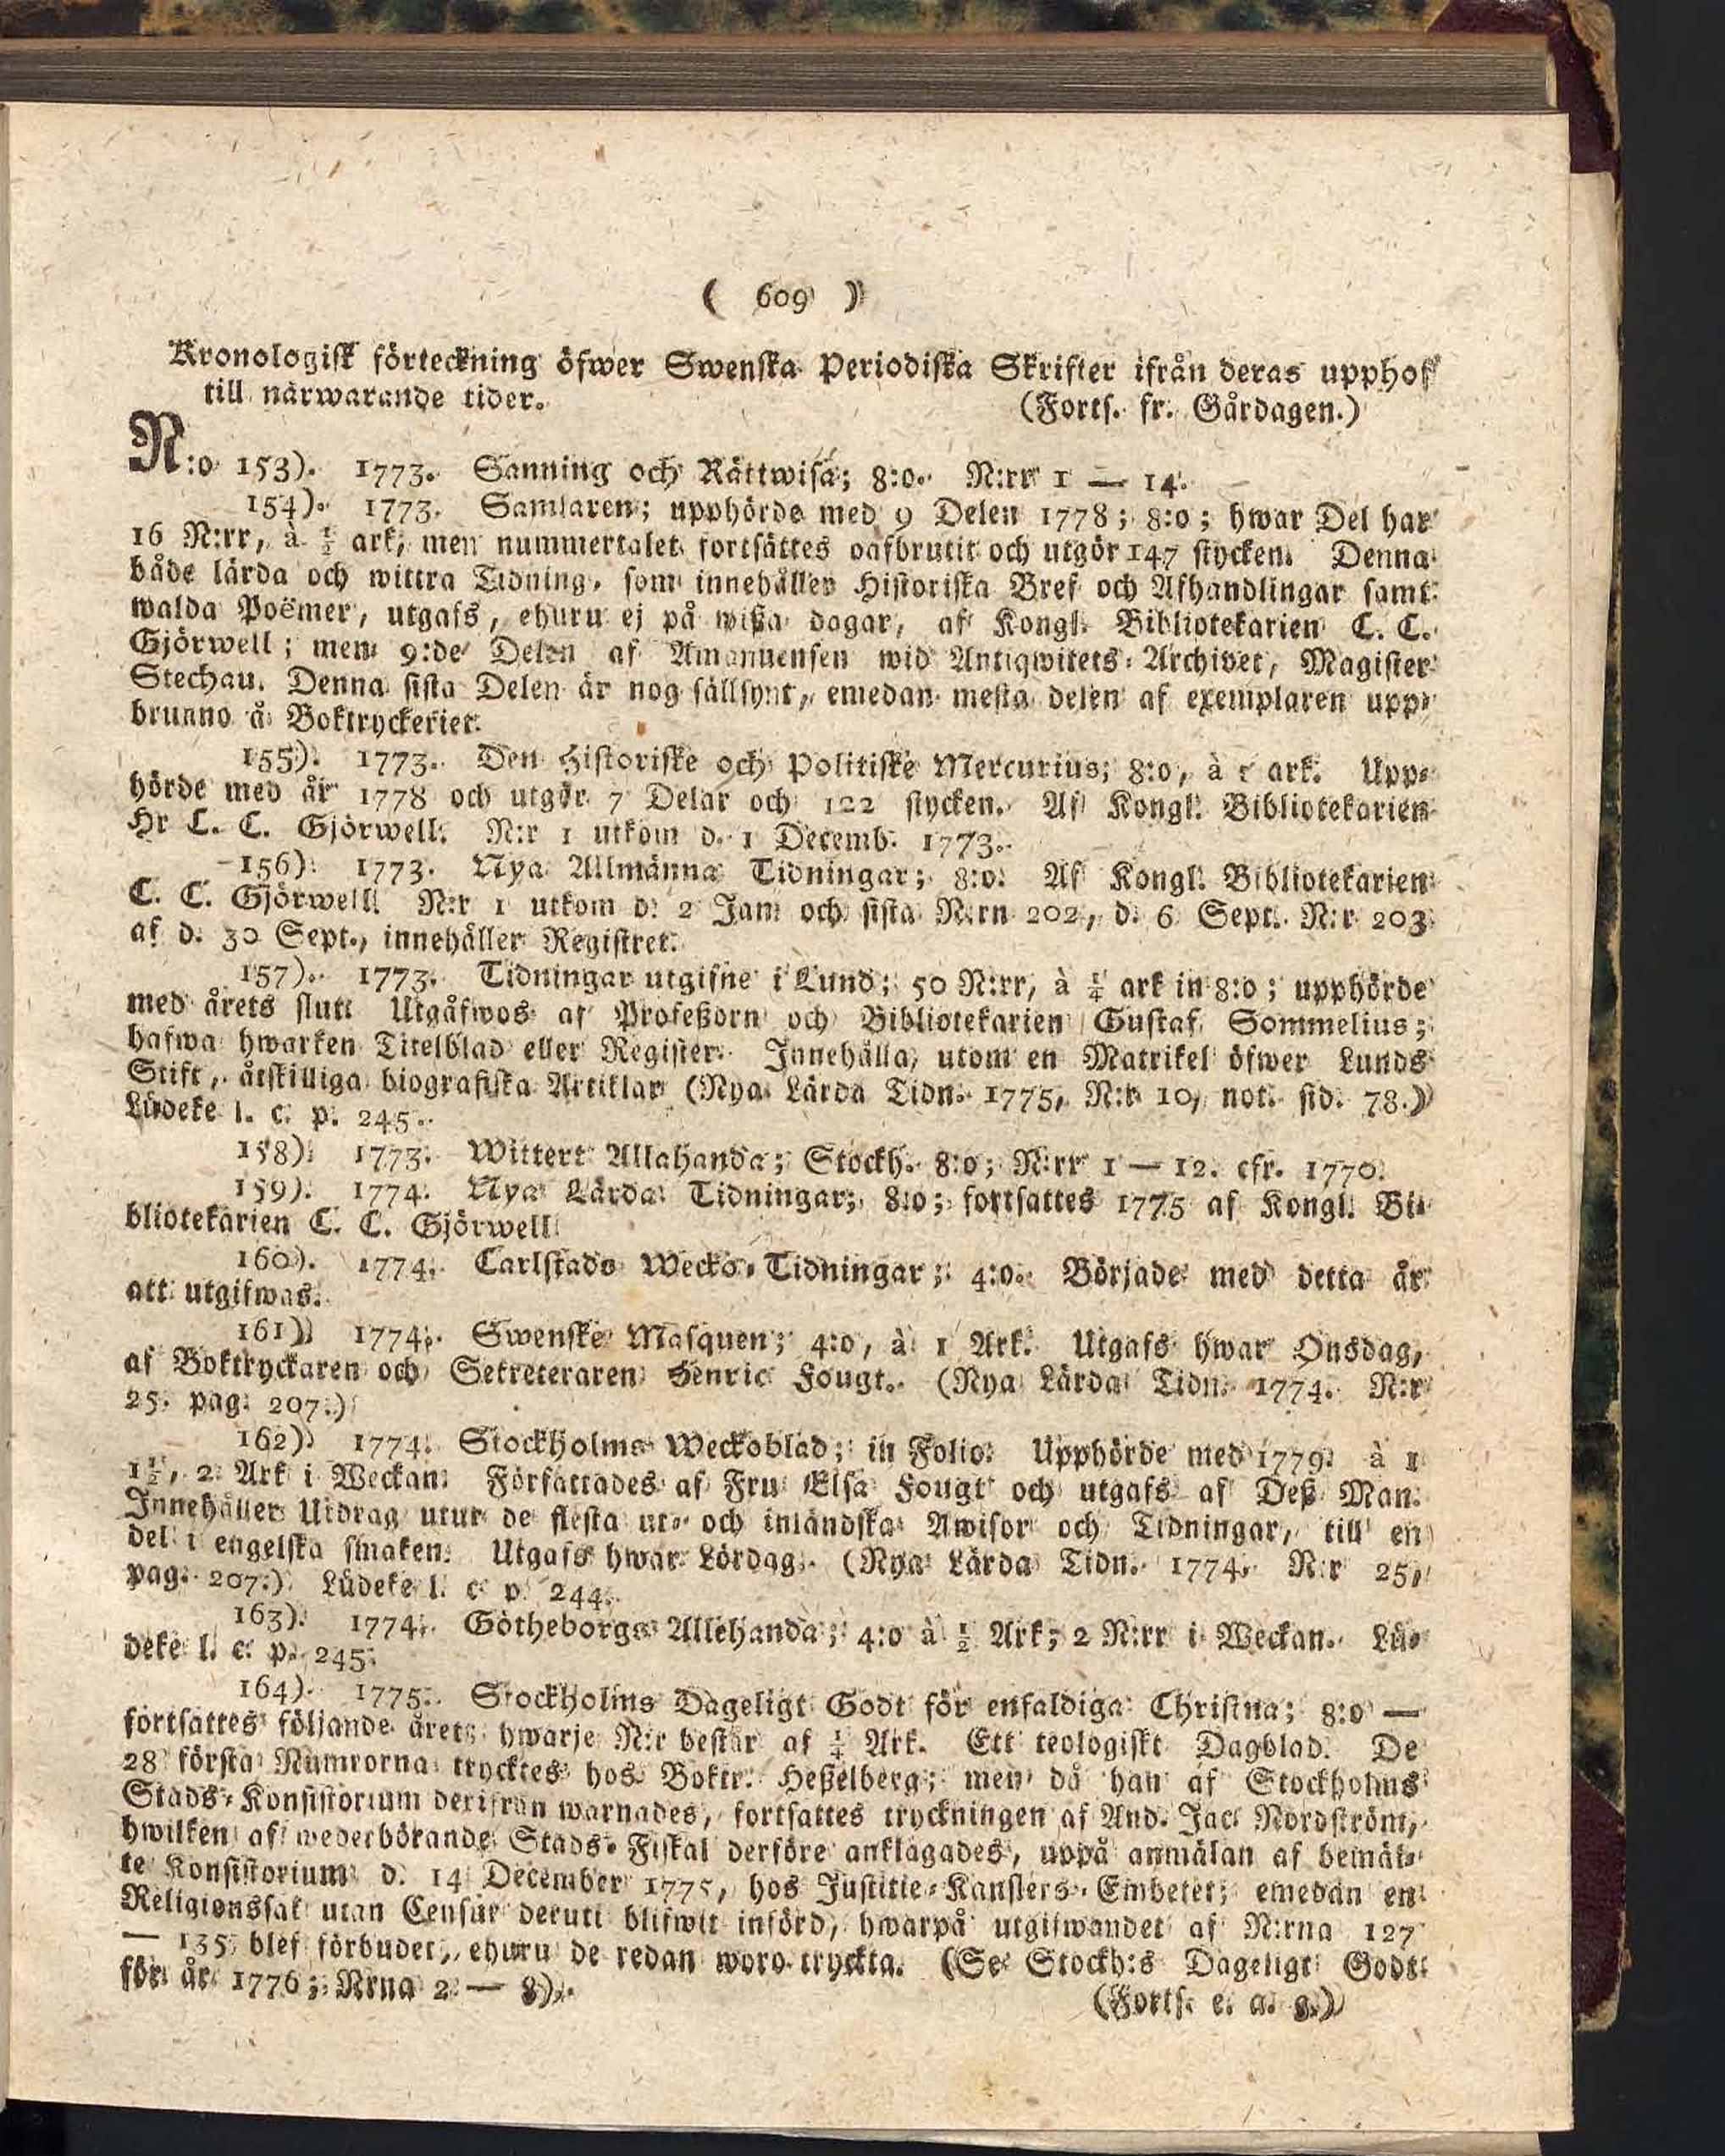 ( 609 )
Kronologisk förteckning öfwer Swenska Periodiska Skrifter ifrån deras upphof
till närwarande tider. (Forts. fr. Gårdagen.)
N:o 153). 1773. Sanning och Rättwisa; 8:o. N:rr 1 — 14.
154). 1773. Samlaren; upphörde med 9 Delen 1778; 8:o; hwar Del har
16 N:rr, à ½ ark, men nummertalet fortsättes oafbrutit och utgör 147 stycken. Denna
både lärda och wittra Tidning, som innehåller Historiska Bref och Afhandlingar samt
walda Poëmer, utgafs, ehuru ej på wißa dagar, af Kongl. Bibliotekarien C. C.
Gjörwell; men 9:de Delen af Amanuensen wid Antiqwitets-Archivet, Magister
Stechau. Denna sista Delen är nog sällsynt, emedan mesta delen af exemplaren upp-
brunno å Boktryckeriet.
155). 1773. Den Historiske och Politiske Mercurius; 8:o, à 1 ark. Upp-
hörde med år 1778 och utgör 7 Delar och 122 stycken. Af Kongl. Bibliotekarien
Hr C. C. Gjörwell. N:r 1 utkom d. 1 Decemb. 1773.
156). 1773. Nya Allmänna Tidningar; 8:o. Af Kongl. Bibliotekarien
C. C. Gjörwell. N:r 1 utkom d. 2 Jan. och sista N:rn 202, d. 6 Sept. N:r 203
af d. 30 Sept., innehåller Registret.
157). 1773. Tidningar utgifne i Lund; 50 N:rr, à ¼ ark in 8:o; upphörde
med årets slut. Utgåfwos af Profeßorn och Bibliotekarien Gustaf Sommelius;
hafwa hwarken Titelblad eller Register. Innehålla, utom en Matrikel öfwer Lunds
Stift, åtskilliga biografiska Artiklar (Nya Lärda Tidn. 1775, N:r 10, not. sid. 78.)
Lüdeke l. c. p. 245.
158). 1773. Wittert Allahanda; Stockh. 8:o; N:rr 1 — 12. cfr. 1770.
159). 1774. Nya Lärda Tidningar; 8:o; fortsattes 1775 af Kongl. Bi-
bliotekarien C. C. Gjörwell
160). 1774. Carlstads Wecko-Tidningar; 4:o. Började med detta år
att utgifwas.
161) 1774. Swenske Masquen; 4:o, à 1 Ark. Utgafs hwar Onsdag,
af Boktryckaren och Sekreteraren Henric Fougt. (Nya Lärda Tidn. 1774. N:r
25. pag. 207.)
162) 1774. Stockholms Weckoblad; in Folio. Upphörde med 1779. à 1
1½, 2 Ark i Weckan. Författades af Fru Elsa Fougt och utgafs af Deß Man.
Innehåller Utdrag utur de flesta ut- och inländska Awisor och Tidningar, till en
del i engelska smaken. Utgafs hwar Lördag. (Nya Lärda Tidn. 1774. N:r 25,
pag. 207.) Lüdeke l. c p. 244.
163). 1774. Götheborgs Allehanda; 4:o à ½ Ark, 2 N:rr i Weckan. Lü-
deke l. c. p. 245.
164). 1775. Stockholms Dageligt Godt för enfaldiga Christna; 8:o —
fortsattes följande året; hwarje N:r består af ¼ Ark. Ett teologiskt Dagblad. De
28 första Numrorna trycktes hos Boktr. Heßelberg; men då han af Stockholms
Stads-Konsistorium derifrån warnades, fortsattes tryckningen af And. Jac. Nordström,
hwilken af wederbörande Stads-Fiskal derföre anklagades, uppå anmälan af bemäl-
te Konsistorium d. 14 December 1775, hos Justitie-Kanslers-Embetet; emedan en
Religionssak utan Censur deruti blifwit införd, hwarpå utgifwandet af N:rna 127
— 135 blef förbudet, ehuru de redan woro tryckta. (Se Stockh:s Dageligt Godt
för år 1776; Nrna 2 — 8).
(Forts. e. a. g.)